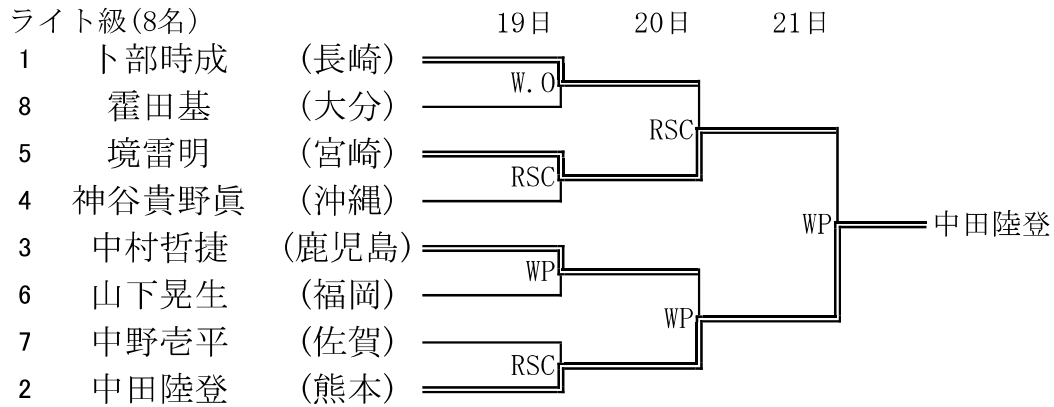 ライト級(8名) 19日 20日 21日
1 卜部時成 (長崎)
W.O
8 霍田基 (大分)
RSC
5 境雷明 (宮崎)
RSC
4 神谷貴野眞 (沖縄)
WP 中田陸登
3 中村哲捷 (鹿児島)
WP
6 山下晃生 (福岡)
WP
7 中野壱平 (佐賀)
RSC
2 中田陸登 (熊本)